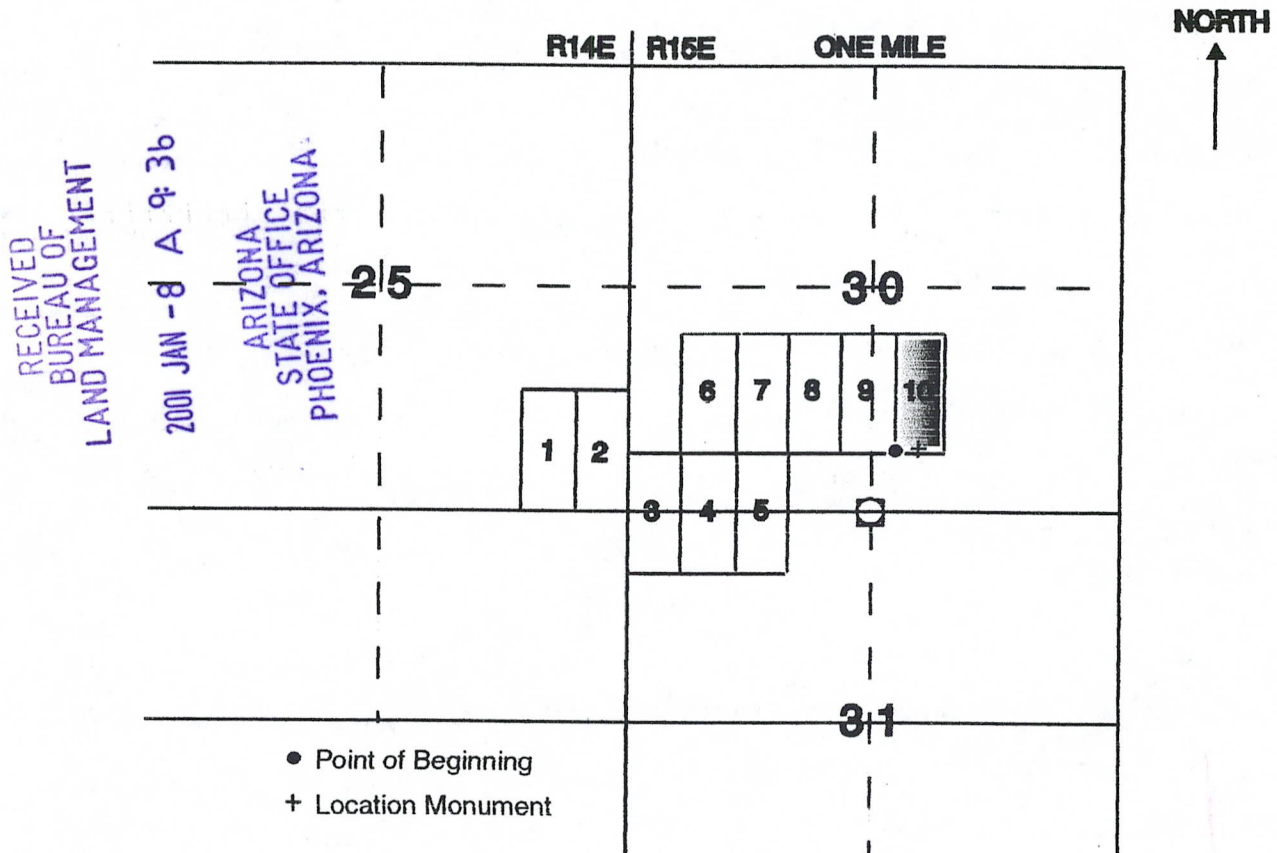 NORTH
R14E R15E ONE MILE
RECEIVED
BUREAU OF
LAND MANAGEMENT
2001 JAN -8 A 9:36
ARIZONA
STATE OFFICE
PHOENIX, ARIZONA
25 30
6 7 8 9 10
1 2
3 4 5
31
● Point of Beginning
+ Location Monument